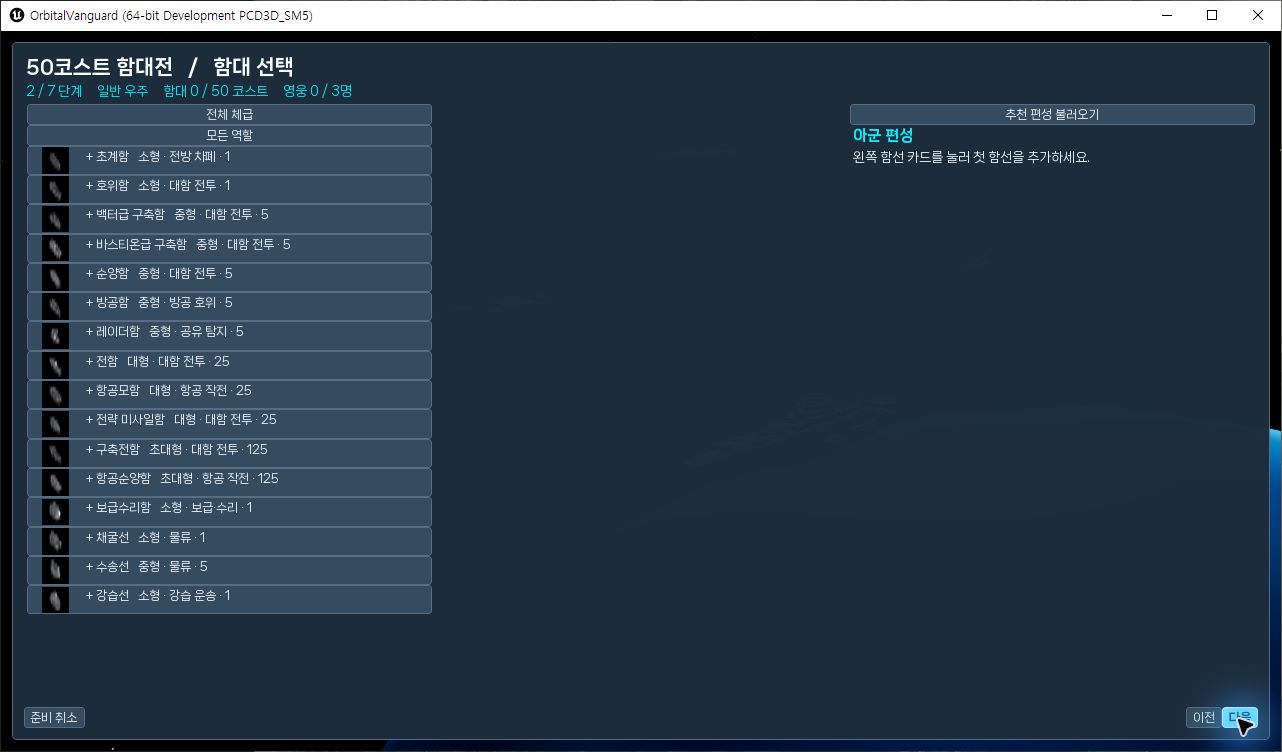 OrbitalVanguard (64-bit Development PCD3D_SM5)
50코스트 함대전 / 함대 선택
2 / 7 단계 일반 우주 함대 0 / 50 코스트 영웅 0 / 3명
전체 체급
모든 역할
+ 초계함 소형 · 전방 차폐 · 1
+ 호위함 소형 · 대함 전투 · 1
+ 백터급 구축함 중형 · 대함 전투 · 5
+ 바스티온급 구축함 중형 · 대함 전투 · 5
+ 순양함 중형 · 대함 전투 · 5
+ 방공함 중형 · 방공 호위 · 5
+ 레이더함 중형 · 공유 탐지 · 5
+ 전함 대형 · 대함 전투 · 25
+ 항공모함 대형 · 항공 작전 · 25
+ 전략 미사일함 대형 · 대함 전투 · 25
+ 구축전함 초대형 · 대함 전투 · 125
+ 항공순양함 초대형 · 항공 작전 · 125
+ 보급수리함 소형 · 보급·수리 · 1
+ 채굴선 소형 · 물류 · 1
+ 수송선 중형 · 물류 · 5
+ 강습선 소형 · 강습 운송 · 1
추천 편성 불러오기
아군 편성
왼쪽 함선 카드를 눌러 첫 함선을 추가하세요.
준비 취소
이전
다음